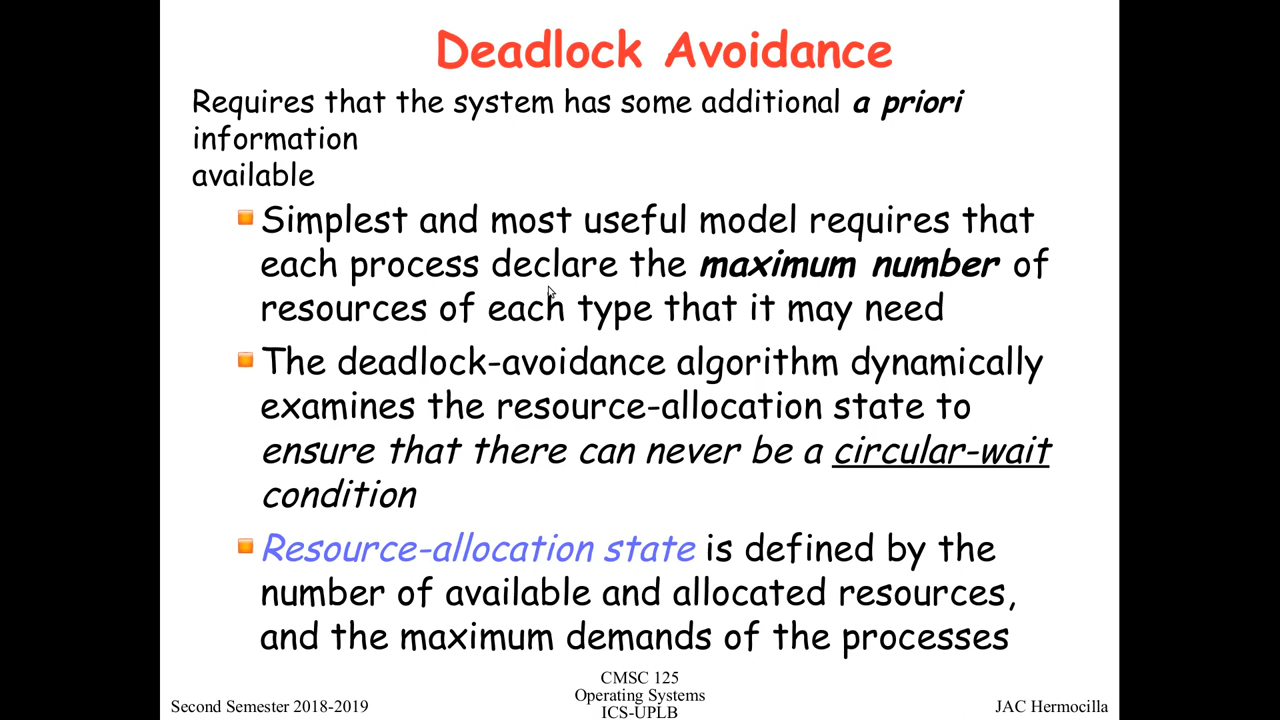 Deadlock Avoidance
Requires that the system has some additional a priori
information
available
Simplest and most useful model requires that
each process declare the maximum number of
resources of each type that it may need
The deadlock-avoidance algorithm dynamically
examines the resource-allocation state to
ensure that there can never be a circular-wait
condition
Resource-allocation state is defined by the
number of available and allocated resources,
and the maximum demands of the processes
Second Semester 2018-2019
CMSC 125
Operating Systems
ICS-UPLB
JAC Hermocilla